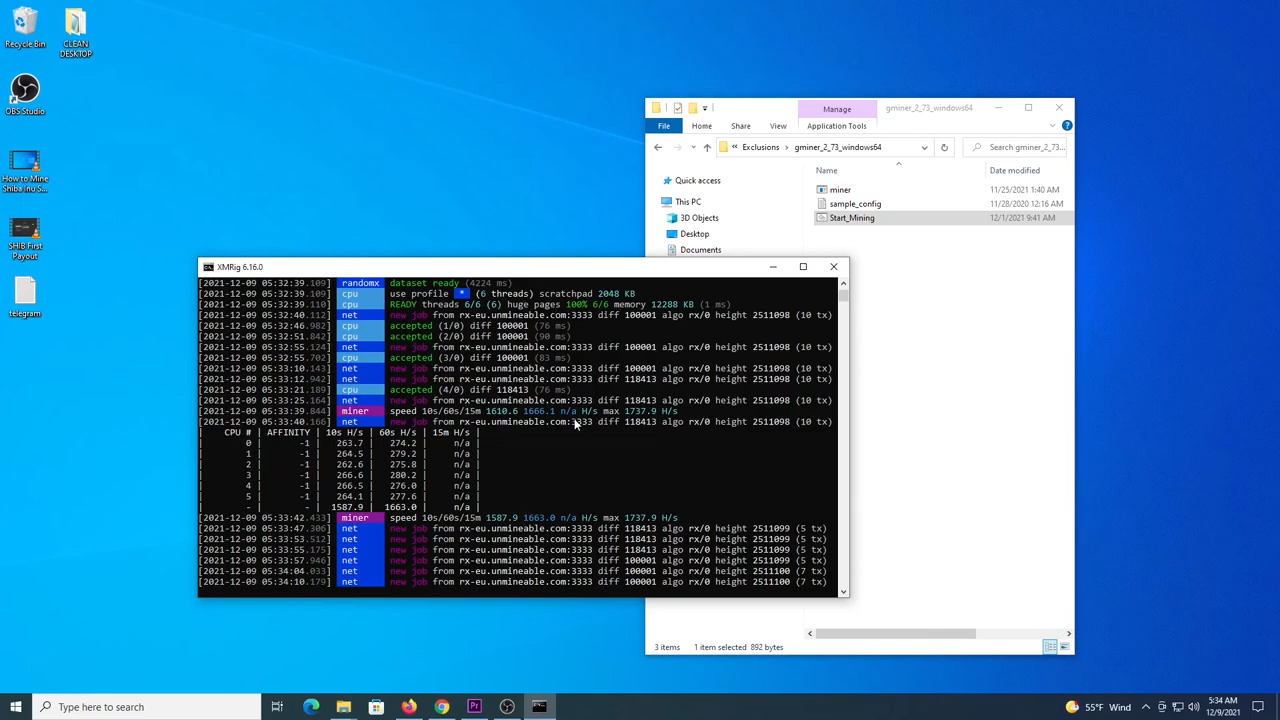 Recycle Bin
CLEAN
DESKTOP
OBS Studio
How to Mine
Shiba Inu S...
SHIB First
Payout
telegram
Manage
gminer_2_73_windows64
File
Home
Share
View
Application Tools
« Exclusions > gminer_2_73_windows64
Search gminer_2_73...
Name
Date modified
Quick access
This PC
3D Objects
Desktop
Documents
miner
11/25/2021 1:40 AM
sample_config
11/28/2020 12:16 AM
Start_Mining
12/1/2021 9:41 AM
XMRig 6.16.0
[2021-12-09 05:32:39.109] randomx dataset ready (4224 ms)
[2021-12-09 05:32:39.109] cpu use profile * (6 threads) scratchpad 2048 KB
[2021-12-09 05:32:39.110] cpu READY threads 6/6 (6) huge pages 100% 6/6 memory 12288 KB (1 ms)
[2021-12-09 05:32:40.112] net new job from rx-eu.unmineable.com:3333 diff 100001 algo rx/0 height 2511098 (10 tx)
[2021-12-09 05:32:46.982] cpu accepted (1/0) diff 100001 (76 ms)
[2021-12-09 05:32:51.842] cpu accepted (2/0) diff 100001 (90 ms)
[2021-12-09 05:32:55.124] net new job from rx-eu.unmineable.com:3333 diff 100001 algo rx/0 height 2511098 (10 tx)
[2021-12-09 05:32:55.702] cpu accepted (3/0) diff 100001 (83 ms)
[2021-12-09 05:33:10.143] net new job from rx-eu.unmineable.com:3333 diff 100001 algo rx/0 height 2511098 (10 tx)
[2021-12-09 05:33:12.942] net new job from rx-eu.unmineable.com:3333 diff 118413 algo rx/0 height 2511098 (10 tx)
[2021-12-09 05:33:21.189] cpu accepted (4/0) diff 118413 (76 ms)
[2021-12-09 05:33:25.164] net new job from rx-eu.unmineable.com:3333 diff 118413 algo rx/0 height 2511098 (10 tx)
[2021-12-09 05:33:39.844] miner speed 10s/60s/15m 1610.6 1666.1 n/a H/s max 1737.9 H/s
[2021-12-09 05:33:40.166] net new job from rx-eu.unmineable.com:3333 diff 118413 algo rx/0 height 2511098 (10 tx)
| CPU # | AFFINITY | 10s H/s | 60s H/s | 15m H/s |
| 0 | -1 | 263.7 | 274.2 | n/a |
| 1 | -1 | 264.5 | 279.2 | n/a |
| 2 | -1 | 262.6 | 275.8 | n/a |
| 3 | -1 | 266.6 | 280.2 | n/a |
| 4 | -1 | 266.5 | 276.0 | n/a |
| 5 | -1 | 264.1 | 277.6 | n/a |
| - | - | 1587.9 | 1663.0 | n/a |
[2021-12-09 05:33:42.433] miner speed 10s/60s/15m 1587.9 1663.0 n/a H/s max 1737.9 H/s
[2021-12-09 05:33:47.306] net new job from rx-eu.unmineable.com:3333 diff 118413 algo rx/0 height 2511099 (5 tx)
[2021-12-09 05:33:53.512] net new job from rx-eu.unmineable.com:3333 diff 118413 algo rx/0 height 2511099 (5 tx)
[2021-12-09 05:33:55.175] net new job from rx-eu.unmineable.com:3333 diff 118413 algo rx/0 height 2511099 (5 tx)
[2021-12-09 05:33:57.946] net new job from rx-eu.unmineable.com:3333 diff 100001 algo rx/0 height 2511099 (5 tx)
[2021-12-09 05:34:04.033] net new job from rx-eu.unmineable.com:3333 diff 100001 algo rx/0 height 2511100 (7 tx)
[2021-12-09 05:34:10.179] net new job from rx-eu.unmineable.com:3333 diff 100001 algo rx/0 height 2511100 (7 tx)
3 items
1 item selected 892 bytes
Type here to search
Pr
55°F Wind
5:34 AM
12/9/2021